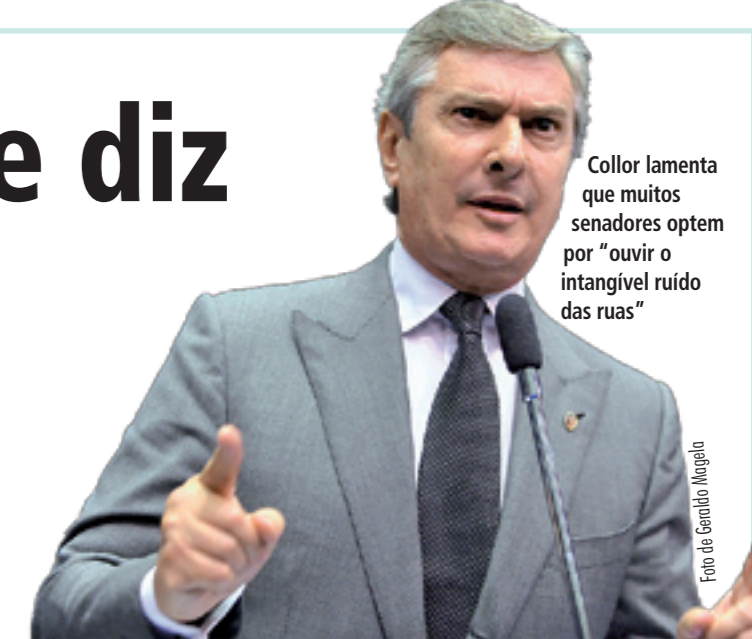 e diz
Collor lamenta
que muitos
senadores optem
por “ouvir o
intangível ruído
das ruas”
Foto de Geraldo Magela